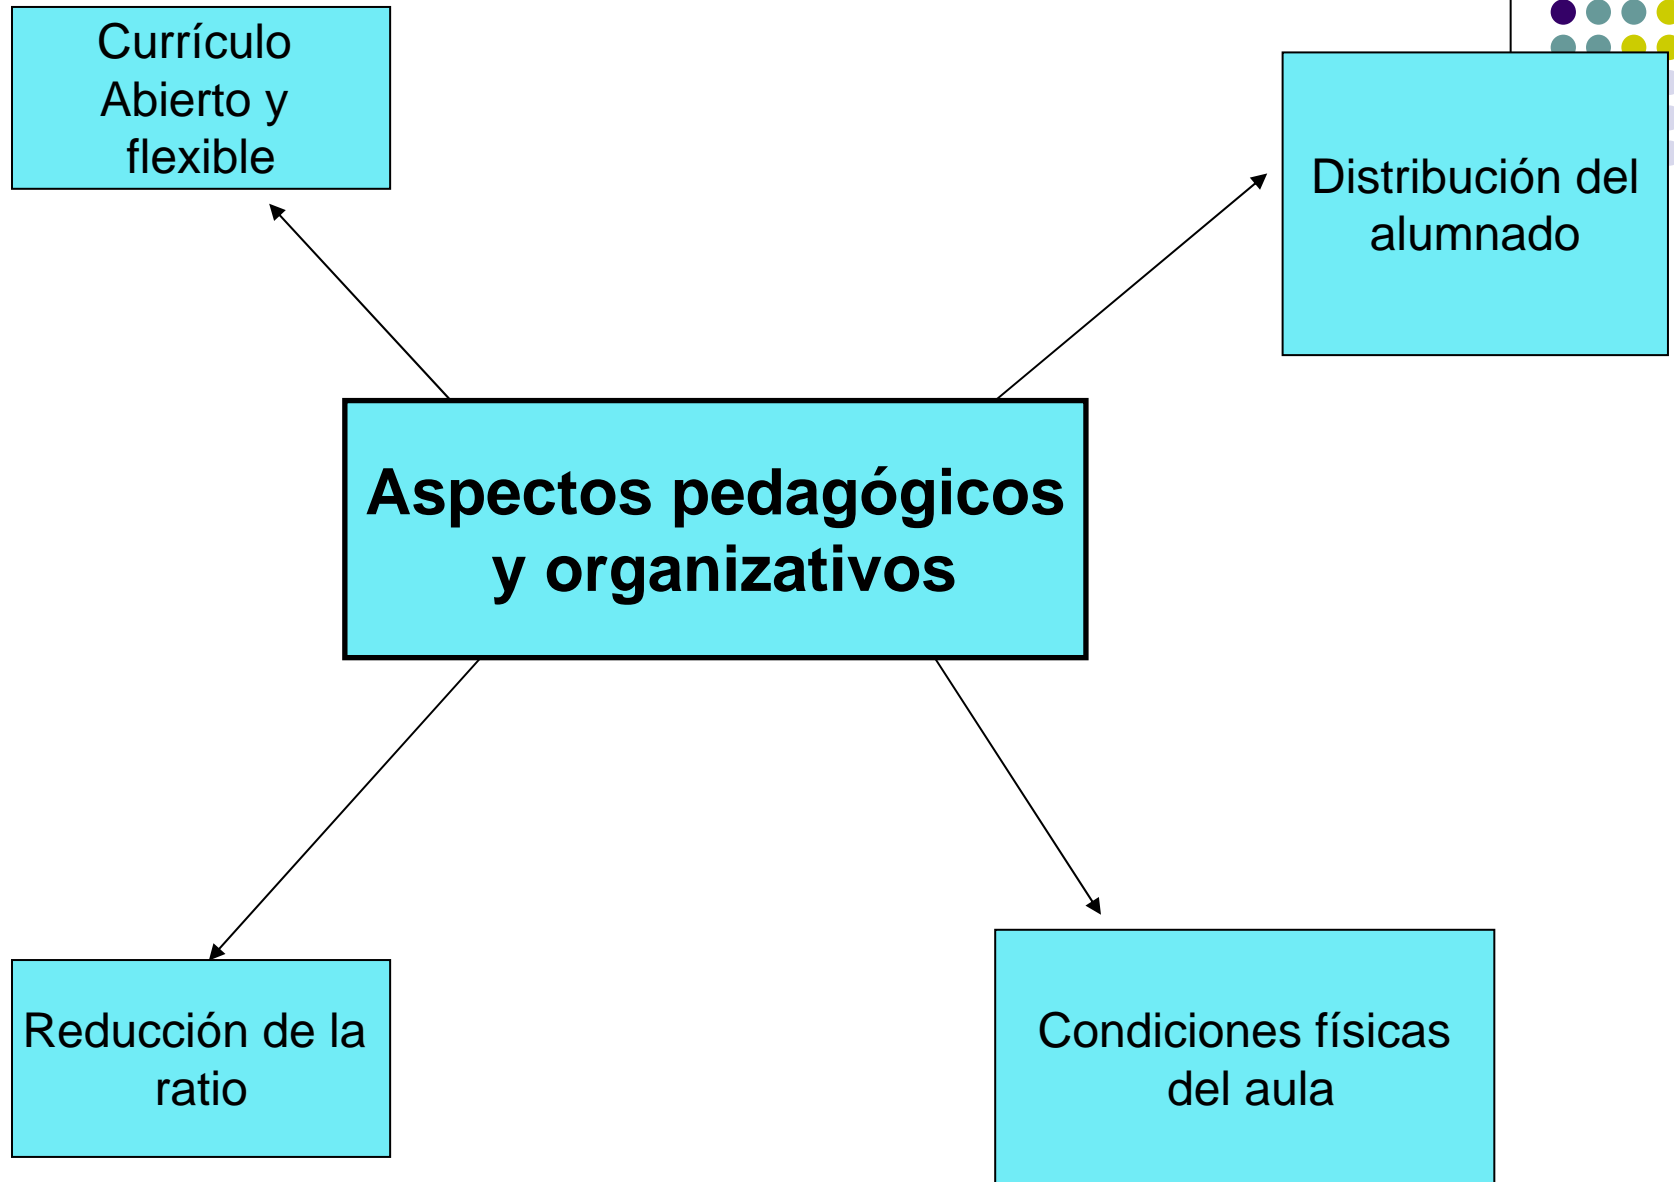 Currículo
Abierto y
flexible
Distribución del
alumnado
Aspectos pedagógicos
y organizativos
Reducción de la
ratio
Condiciones físicas
del aula